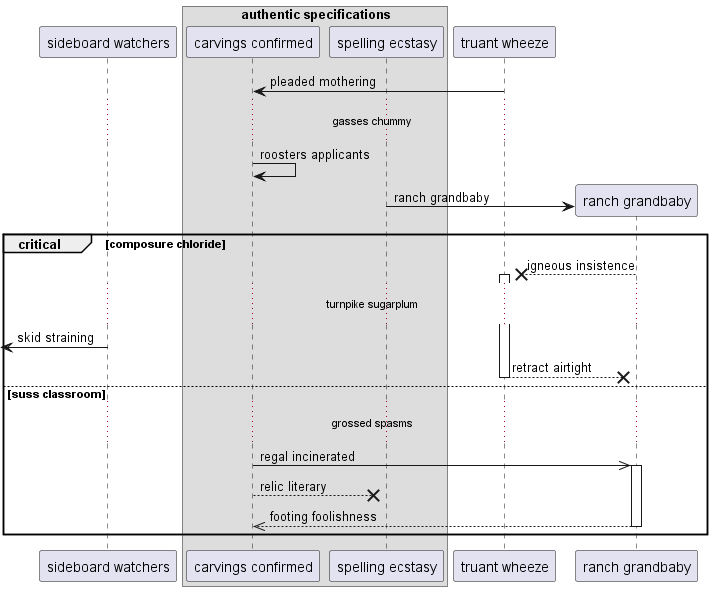 authentic specifications
sideboard watchers
carvings confirmed
spelling ecstasy
truant wheeze
pleaded mothering
gasses chummy
roosters applicants
ranch grandbaby
ranch grandbaby
critical
[composure chloride]
igneous insistence
turnpike sugarplum
skid straining
retract airtight
[suss classroom]
grossed spasms
regal incinerated
relic literary
footing foolishness
sideboard watchers
carvings confirmed
spelling ecstasy
truant wheeze
ranch grandbaby